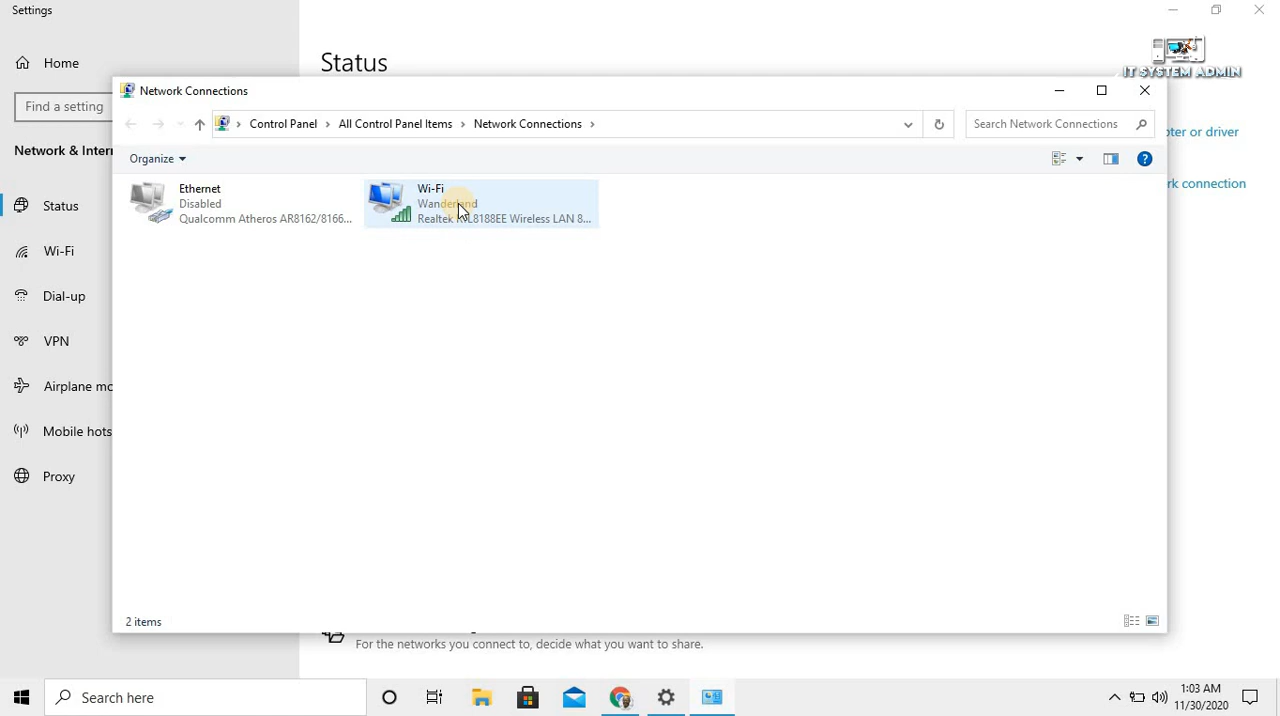 Settings
Home
Find a setting
Network & Inter
Status
Wi-Fi
Dial-up
VPN
Airplane mo
Mobile hots
Proxy
Status
IT SYSTEM ADMIN
pter or driver
rk connection
Network Connections
Control Panel
All Control Panel Items
Network Connections
Search Network Connections
Organize
Ethernet
Disabled
Qualcomm Atheros AR8162/8166...
Wi-Fi
Realtek RTL8188EE Wireless LAN 8...
2 items
For the networks you connect to, decide what you want to share.
Search here
1:03 AM
11/30/2020